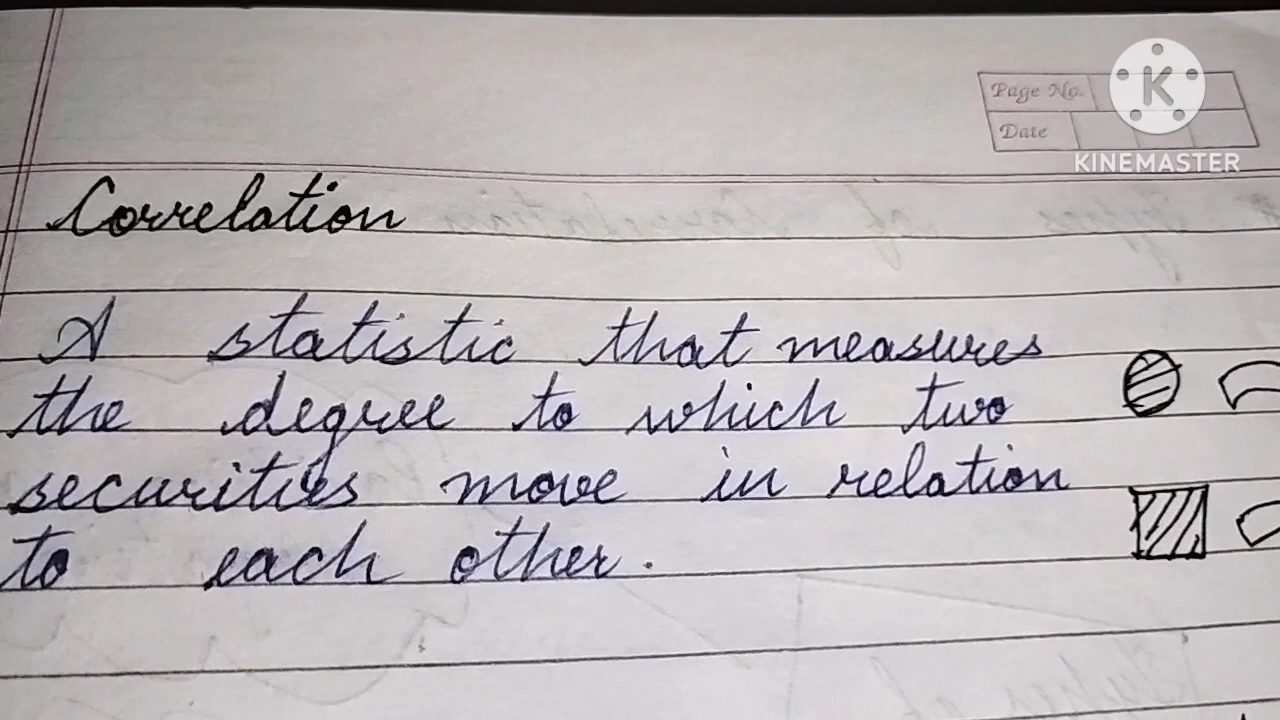 Page No.
Date
K
KINEMASTER
Correlation
A statistic that measures
the degree to which two
securities move in relation
to each other.